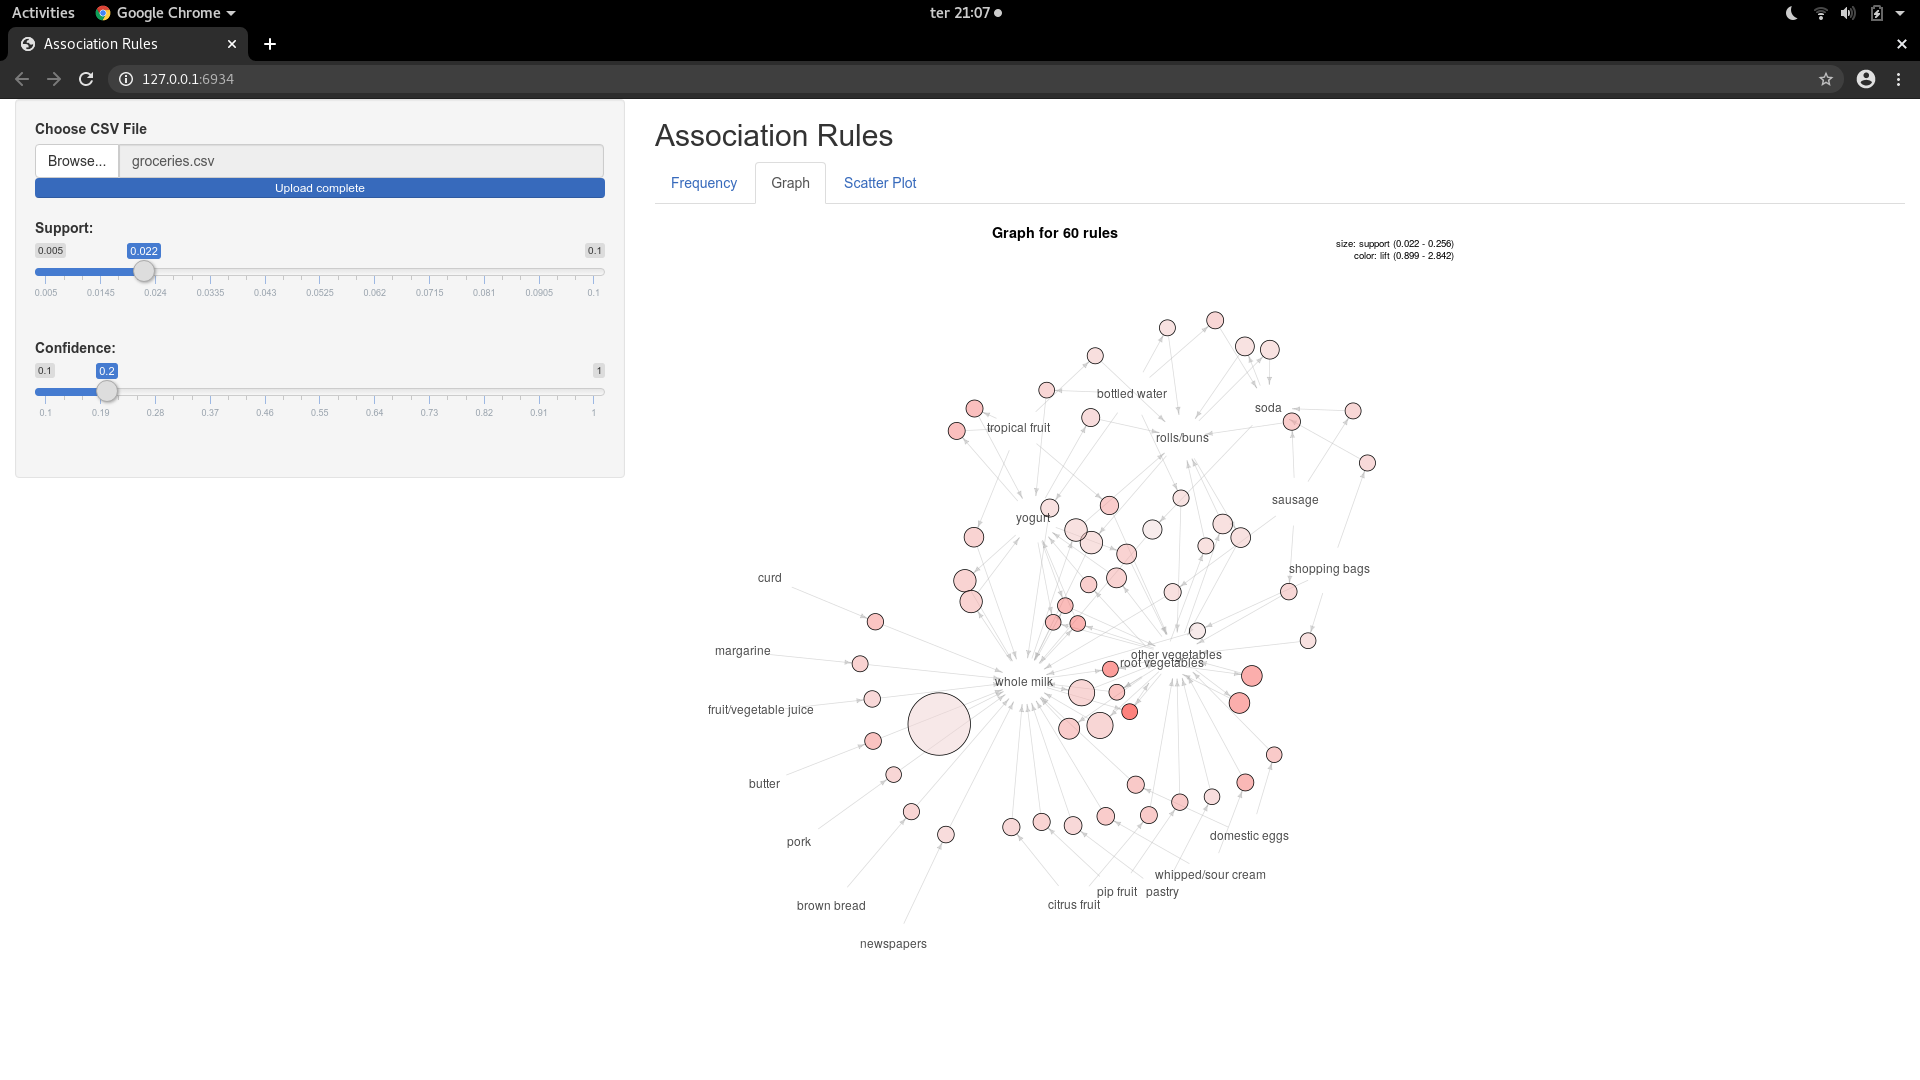 Activities
Google Chrome
ter 21:07
Association Rules
127.0.0.1:6934
Choose CSV File
Browse...
groceries.csv
Upload complete
Support:
0.005
0.022
0.1
0.005 0.0145 0.024 0.0335 0.043 0.0525 0.062 0.0715 0.081 0.0905 0.1
Confidence:
0.1
0.2
1
0.1 0.19 0.28 0.37 0.46 0.55 0.64 0.73 0.82 0.91 1
Association Rules
Frequency
Graph
Scatter Plot
Graph for 60 rules
size: support (0.022 - 0.256)
color: lift (0.899 - 2.842)
bottled water
soda
tropical fruit
rolls/buns
sausage
yogurt
shopping bags
curd
margarine
other vegetables
root vegetables
whole milk
fruit/vegetable juice
butter
domestic eggs
pork
whipped/sour cream
pip fruit
pastry
citrus fruit
brown bread
newspapers